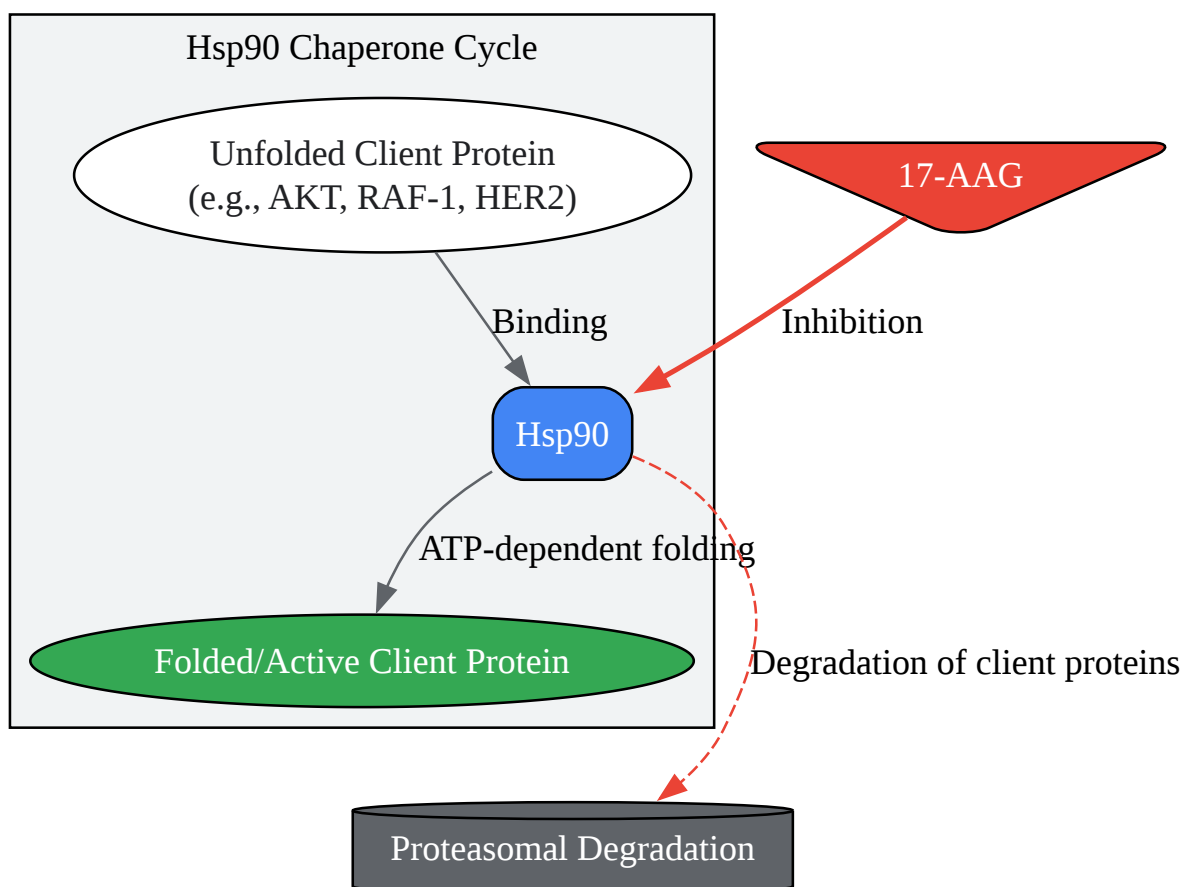 Hsp90 Chaperone Cycle
Unfolded Client Protein
(e.g., AKT, RAF-1, HER2)
17-AAG
Binding
Inhibition
Hsp90
ATP-dependent folding
Folded/Active Client Protein
Degradation of client proteins
Proteasomal Degradation